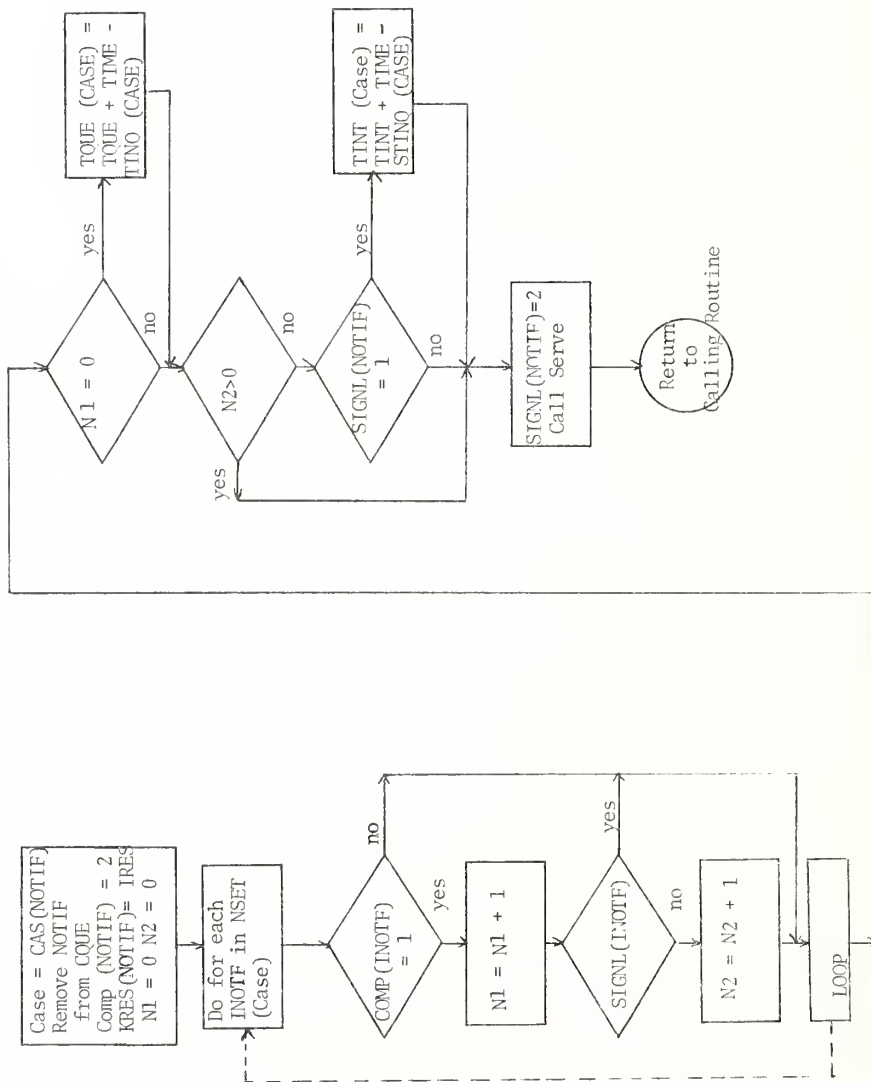 Case = CAS(NOTIF)
Remove NOTIF
from CQUE
Comp (NOTIF) = 2
KRES(NOTIF)= IRES
N1 = 0 N2 = 0
Do for each
INOTF in NSET
(Case)
COMP(INOTF)
= 1
no
yes
N1 = N1 + 1
SIGNL(INOTF)
yes
no
N2 = N2 + 1
LOOP
N1 = 0
yes
no
TQUE (CASE) =
TQUE + TIME -
TINQ (CASE)
N2>0
yes
no
SIGNL(NOTIF)
= 1
yes
no
TINT (Case) =
TINT + TIME -
STINQ (CASE)
SIGNL(NOTIF)=2
Call Serve
Return
to
Calling Routine